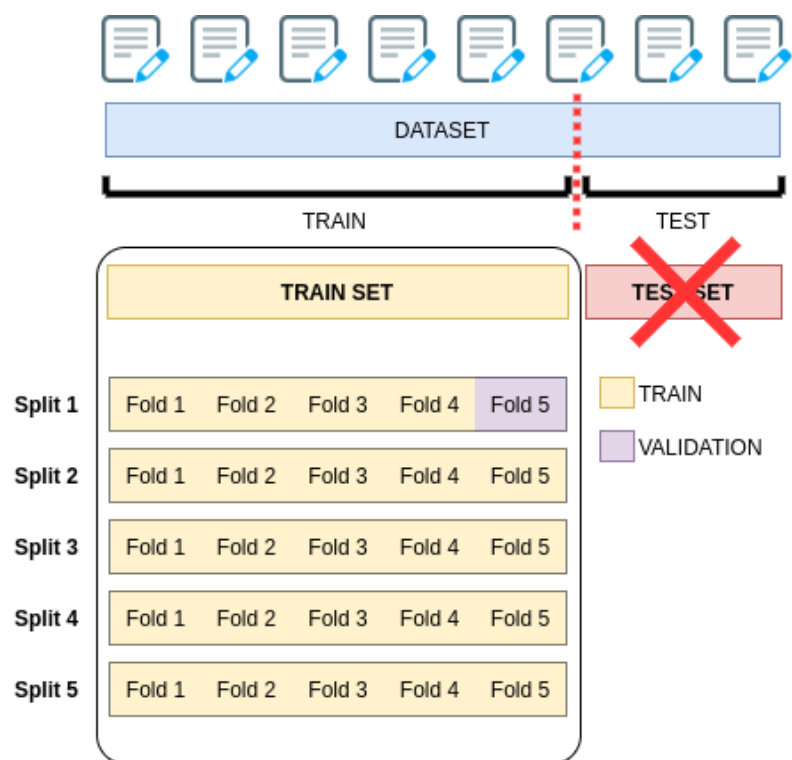 DATASET
TRAIN
TEST
TRAIN SET
TEST SET
Split 1 Fold 1 Fold 2 Fold 3 Fold 4 Fold 5
TRAIN
VALIDATION
Split 2 Fold 1 Fold 2 Fold 3 Fold 4 Fold 5
Split 3 Fold 1 Fold 2 Fold 3 Fold 4 Fold 5
Split 4 Fold 1 Fold 2 Fold 3 Fold 4 Fold 5
Split 5 Fold 1 Fold 2 Fold 3 Fold 4 Fold 5